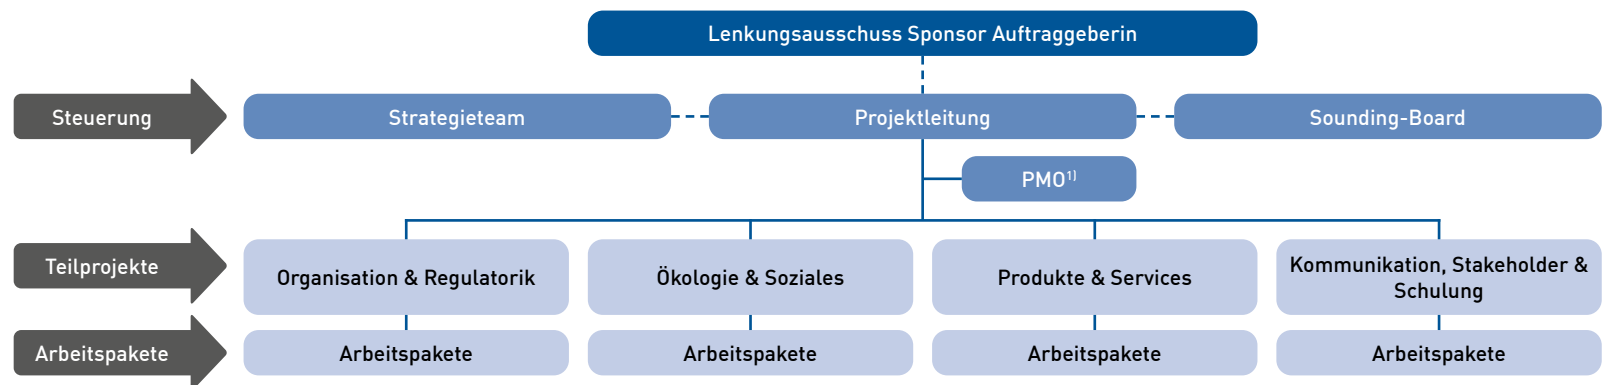 Lenkungsausschuss Sponsor Auftraggeberin
Steuerung
Strategieteam
Projektleitung
Sounding-Board
PMO¹⁾
Teilprojekte
Organisation & Regulatorik
Ökologie & Soziales
Produkte & Services
Kommunikation, Stakeholder &
Schulung
Arbeitspakete
Arbeitspakete
Arbeitspakete
Arbeitspakete
Arbeitspakete